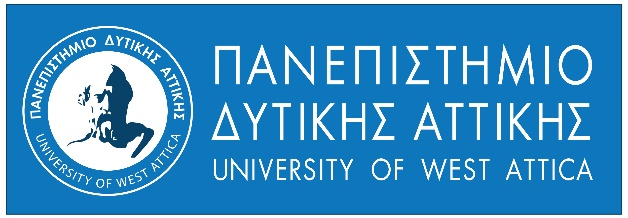 ΠΑΝΕΠΙΣΤΗΜΙΟ ΔΥΤΙΚΗΣ ΑΤΤΙΚΗΣ
UNIVERSITY OF WEST ATTICA
ΠΑΝΕΠΙΣΤΗΜΙΟ
ΔΥΤΙΚΗΣ ΑΤΤΙΚΗΣ
UNIVERSITY OF WEST ATTICA